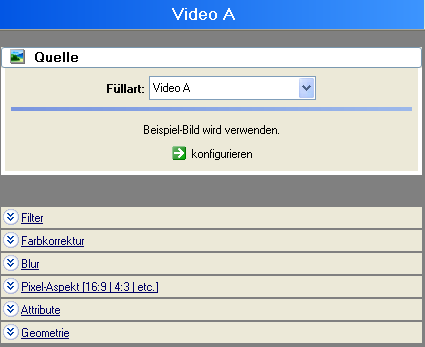 Video A
Quelle
Füllart: Video A
Beispiel-Bild wird verwenden.
konfigurieren
Filter
Farbkorrektur
Blur
Pixel-Aspekt [16:9 | 4:3 | etc.]
Attribute
Geometrie